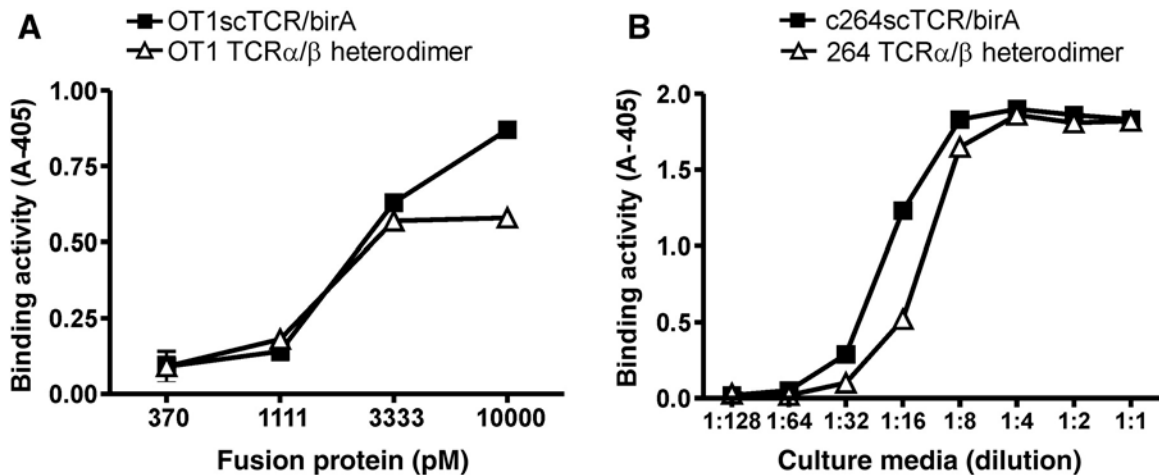 A
OT1scTCR/birA
OT1 TCRα/β heterodimer
Binding activity (A-405)
1.00
0.75
0.50
0.25
0.00
370 1111 3333 10000
Fusion protein (pM)
B
c264scTCR/birA
264 TCRα/β heterodimer
Binding activity (A-405)
2.0
1.5
1.0
0.5
0.0
1:128 1:64 1:32 1:16 1:8 1:4 1:2 1:1
Culture media (dilution)